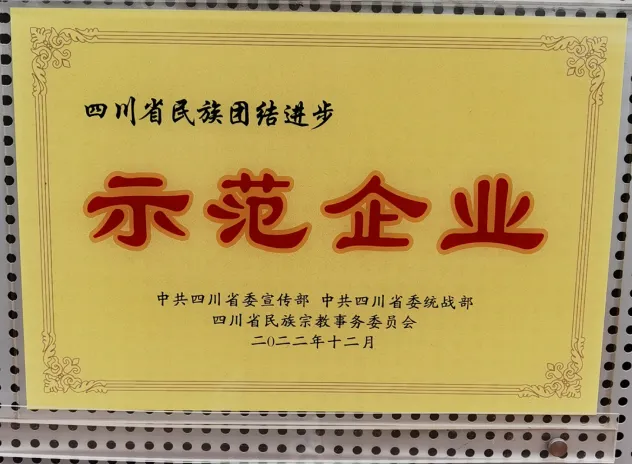 四川省民族团结进步
示范企业
中共四川省委宣传部 中共四川省委统战部
四川省民族宗教事务委员会
二〇二二年十二月